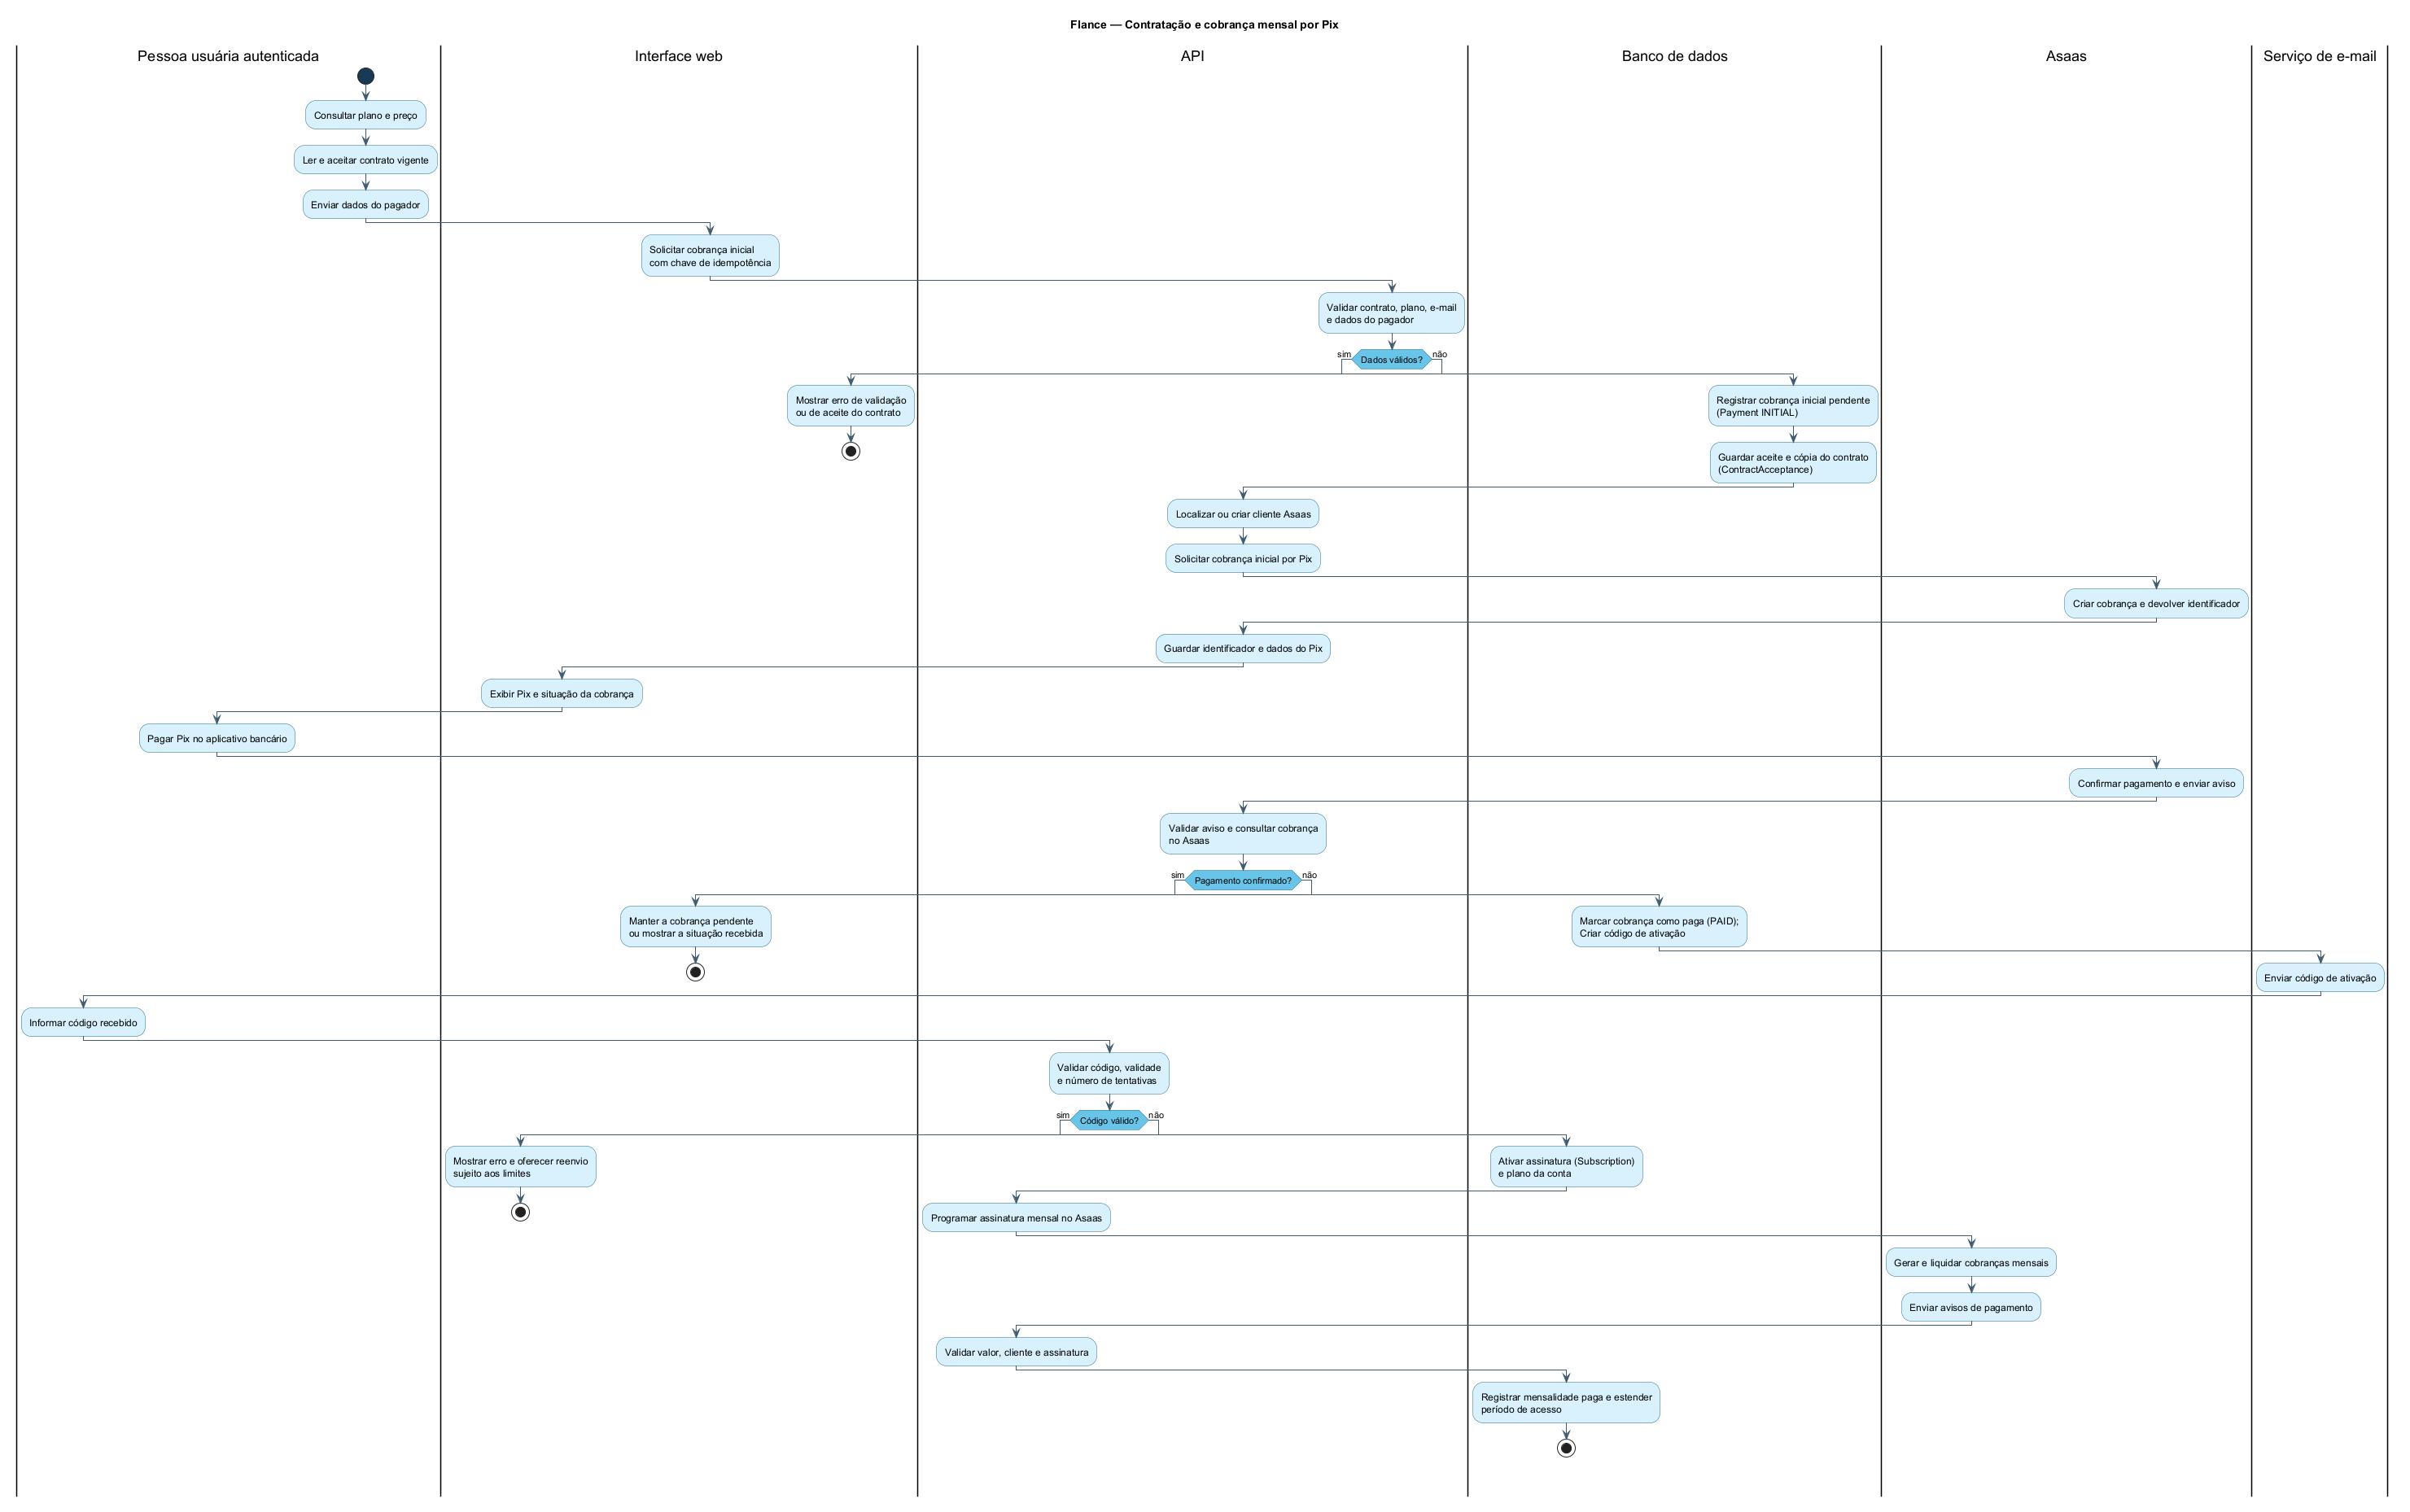 Flance — Contratação e cobrança mensal por Pix
Pessoa usuária autenticada
Interface web
API
Banco de dados
Asaas
Serviço de e-mail
Consultar plano e preço
Ler e aceitar contrato vigente
Enviar dados do pagador
Solicitar cobrança inicial
com chave de idempotência
Validar contrato, plano, e-mail
e dados do pagador
sim
Dados válidos?
não
Mostrar erro de validação
ou de aceite do contrato
Registrar cobrança inicial pendente
(Payment INITIAL)
Guardar aceite e cópia do contrato
(ContractAcceptance)
Localizar ou criar cliente Asaas
Solicitar cobrança inicial por Pix
Criar cobrança e devolver identificador
Guardar identificador e dados do Pix
Exibir Pix e situação da cobrança
Pagar Pix no aplicativo bancário
Confirmar pagamento e enviar aviso
Validar aviso e consultar cobrança
no Asaas
sim
Pagamento confirmado?
não
Manter a cobrança pendente
ou mostrar a situação recebida
Marcar cobrança como paga (PAID);
Criar código de ativação
Enviar código de ativação
Informar código recebido
Validar código, validade
e número de tentativas
sim
Código válido?
não
Mostrar erro e oferecer reenvio
sujeito aos limites
Ativar assinatura (Subscription)
e plano da conta
Programar assinatura mensal no Asaas
Gerar e liquidar cobranças mensais
Enviar avisos de pagamento
Validar valor, cliente e assinatura
Registrar mensalidade paga e estender
período de acesso